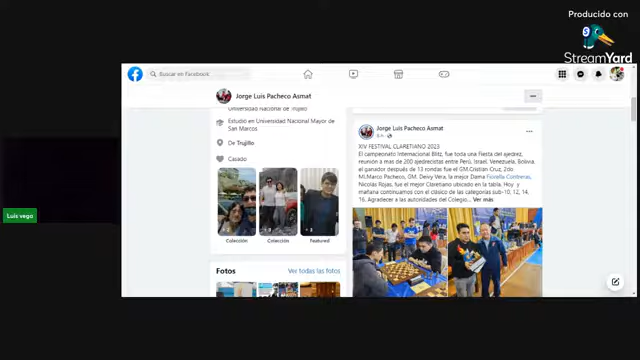 Producido con
StreamYard
Buscar en Facebook
Jorge Luis Pacheco Asmat
Universidad Nacional de Trujillo
Estudió en Universidad Nacional Mayor de
San Marcos
De Trujillo
Casado
Colección
+3
Colección
+2
Featured
Fotos
Ver todas las fotos
Jorge Luis Pacheco Asmat
XIV FESTIVAL CLARETIANO 2023
El campeonato Internacional Blitz, fue toda una Fiesta del ajedrez,
reunión a mas de 200 ajedrecistas entre Perú, Israel, Venezuela, Bolivia,
el ganador después de 13 rondas fue el GM.Cristian Cruz, 2do
MI.Marco Pacheco, GM. Deivy Vera, la mejor Dama Fiorella Contreras,
Nicolás Rojas, fue el mejor Claretiano ubicado en la tabla. Hoy y
mañana continuamos con el clásico de las categorías sub-10, 12, 14,
16. Agradecer a las autoridades del Colegio... Ver más
Luis vega